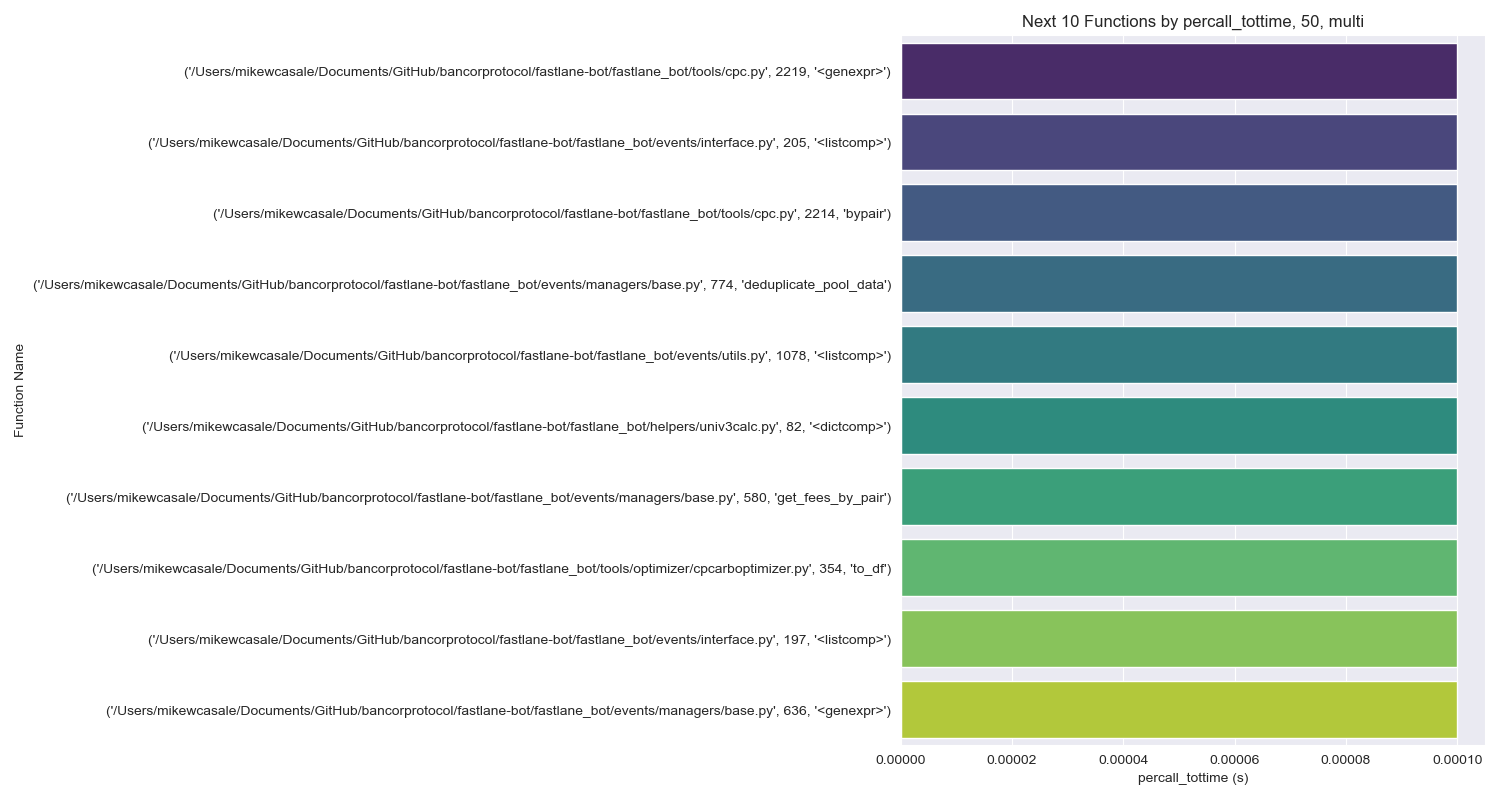 Next 10 Functions by percall_tottime, 50, multi
('/Users/mikewcasale/Documents/GitHub/bancorprotocol/fastlane-bot/fastlane_bot/tools/cpc.py', 2219, '<genexpr>')
('/Users/mikewcasale/Documents/GitHub/bancorprotocol/fastlane-bot/fastlane_bot/events/interface.py', 205, '<listcomp>')
('/Users/mikewcasale/Documents/GitHub/bancorprotocol/fastlane-bot/fastlane_bot/tools/cpc.py', 2214, 'bypair')
('/Users/mikewcasale/Documents/GitHub/bancorprotocol/fastlane-bot/fastlane_bot/events/managers/base.py', 774, 'deduplicate_pool_data')
('/Users/mikewcasale/Documents/GitHub/bancorprotocol/fastlane-bot/fastlane_bot/events/utils.py', 1078, '<listcomp>')
('/Users/mikewcasale/Documents/GitHub/bancorprotocol/fastlane-bot/fastlane_bot/helpers/univ3calc.py', 82, '<dictcomp>')
('/Users/mikewcasale/Documents/GitHub/bancorprotocol/fastlane-bot/fastlane_bot/events/managers/base.py', 580, 'get_fees_by_pair')
('/Users/mikewcasale/Documents/GitHub/bancorprotocol/fastlane-bot/fastlane_bot/tools/optimizer/cpcarboptimizer.py', 354, 'to_df')
('/Users/mikewcasale/Documents/GitHub/bancorprotocol/fastlane-bot/fastlane_bot/events/interface.py', 197, '<listcomp>')
('/Users/mikewcasale/Documents/GitHub/bancorprotocol/fastlane-bot/fastlane_bot/events/managers/base.py', 636, '<genexpr>')
Function Name
0.00000 0.00002 0.00004 0.00006 0.00008 0.00010
percall_tottime (s)